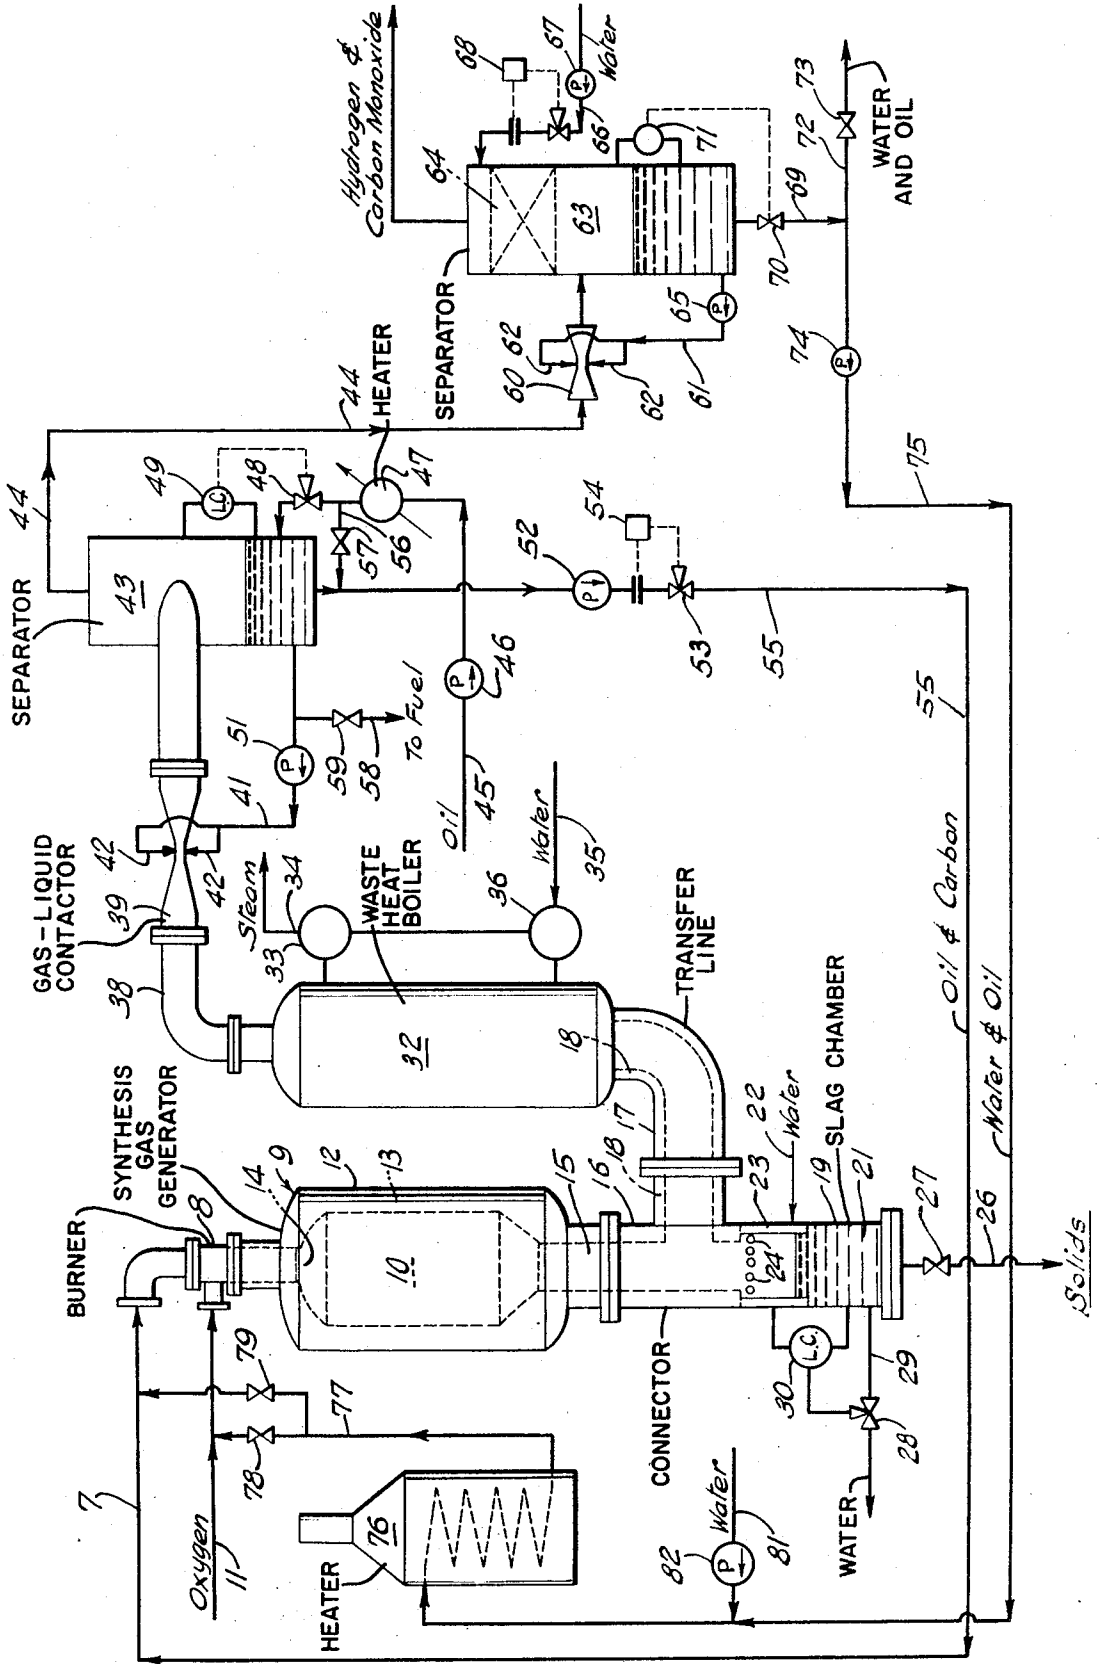 Hydrogen &
Carbon Monoxide
68
67
Water
66
64
63
71
SEPARATOR
65
62
60
62
61
69
70
72
73
WATER
AND OIL
74
75
HEATER
44
44
49
L.C.
48
47
57
56
43
SEPARATOR
52
P
54
53
55
55
51
P
59
58
To Fuel
46
P
45
Oil
41
42
42
39
GAS-LIQUID
CONTACTOR
38
Steam
34
33
WASTE
HEAT
BOILER
36
Water
35
32
TRANSFER
LINE
18
17
18
16
15
Oil & Carbon
Water & Oil
SYNTHESIS
GAS
GENERATOR
9
12
13
14
10
BURNER
8
22
Water
23
SLAG CHAMBER
19
21
24
27
26
Solids
CONNECTOR
30
L.C.
29
28
WATER
79
78
77
7
Oxygen
11
76
HEATER
82
P
Water
81
P
P
P